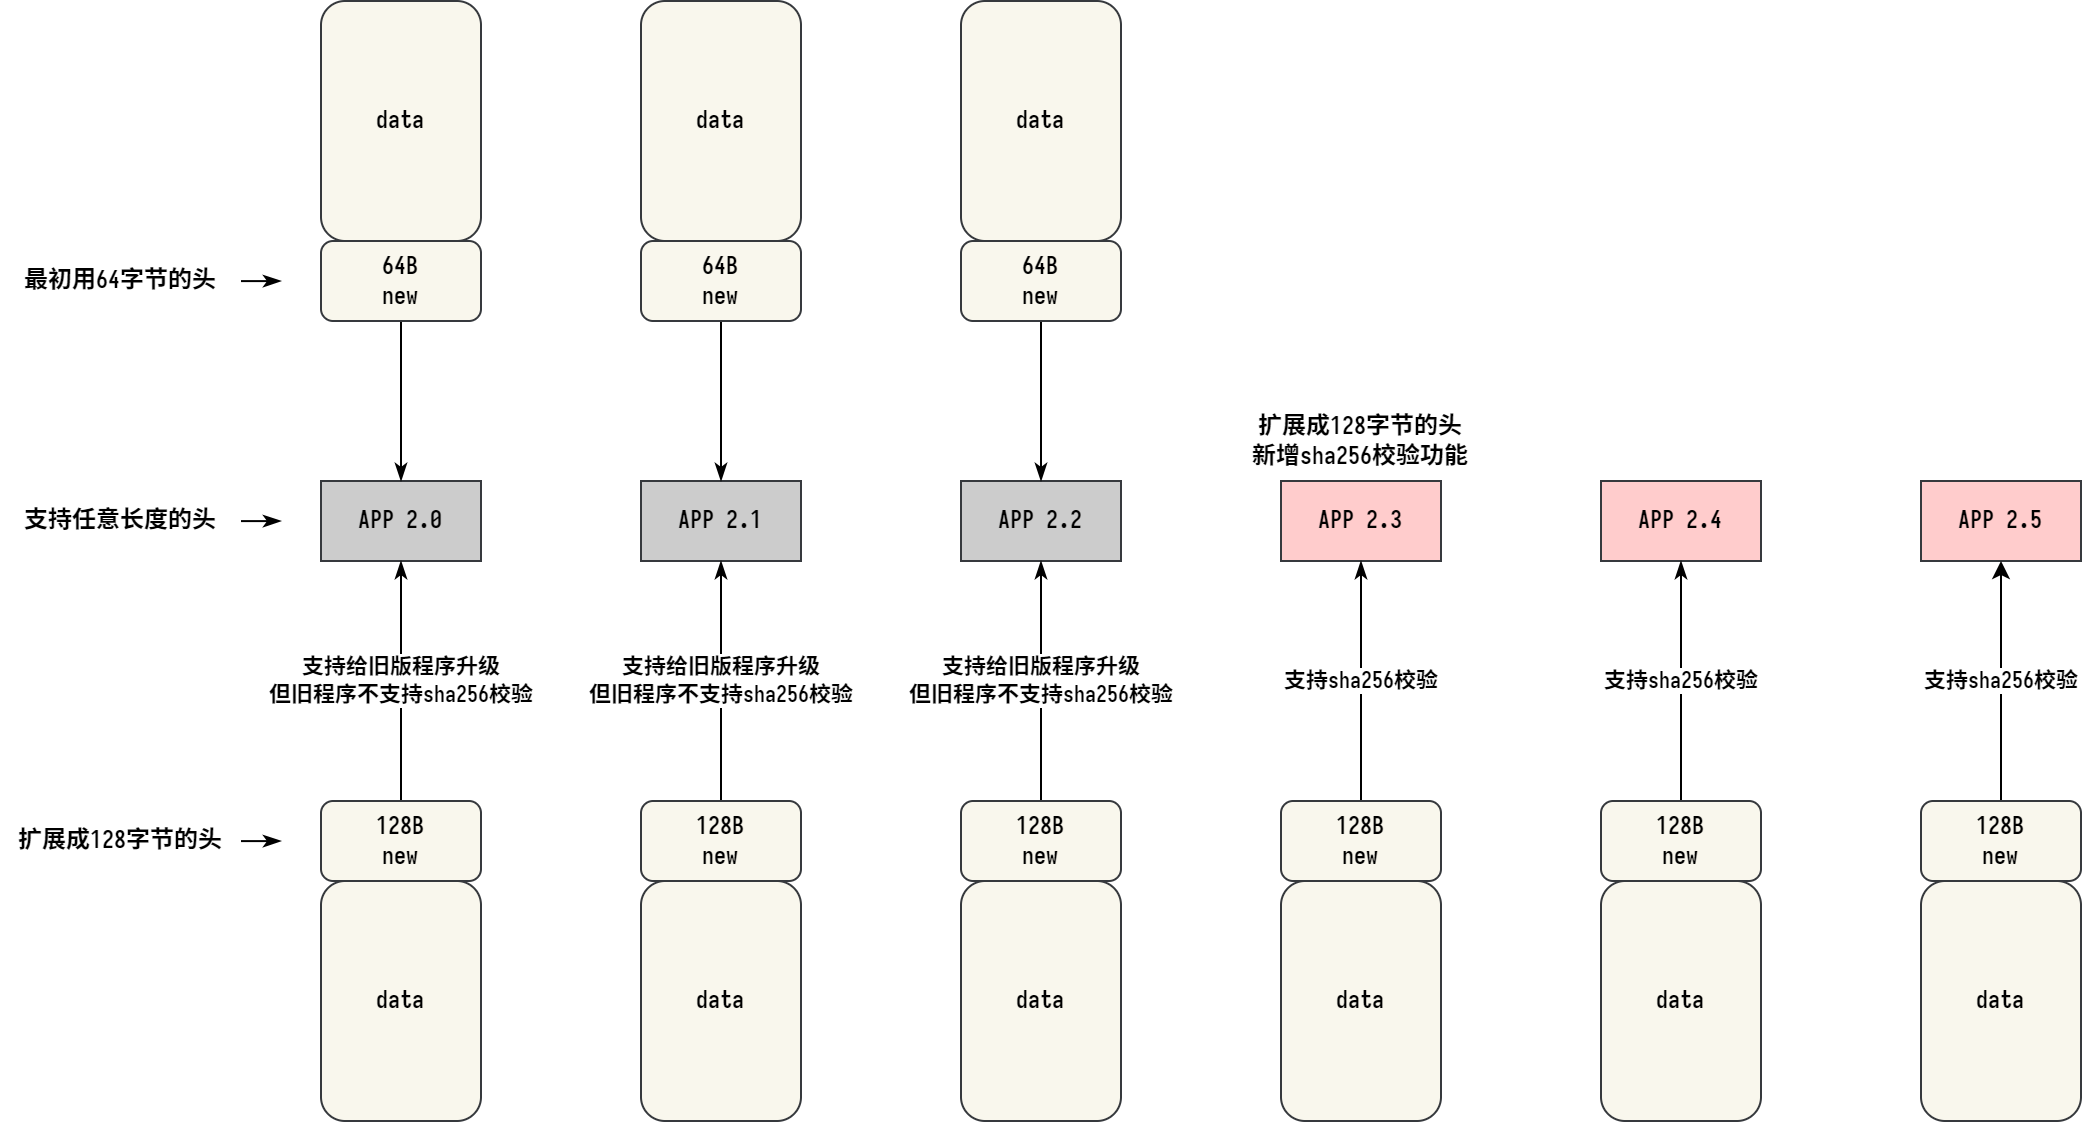 data
data
data
最初用64字节的头
64B
new
64B
new
64B
new
扩展成128字节的头
新增sha256校验功能
支持任意长度的头
APP 2.0
APP 2.1
APP 2.2
APP 2.3
APP 2.4
APP 2.5
支持给旧版程序升级
但旧程序不支持sha256校验
支持给旧版程序升级
但旧程序不支持sha256校验
支持给旧版程序升级
但旧程序不支持sha256校验
支持sha256校验
支持sha256校验
支持sha256校验
扩展成128字节的头
128B
new
128B
new
128B
new
128B
new
128B
new
128B
new
data
data
data
data
data
data